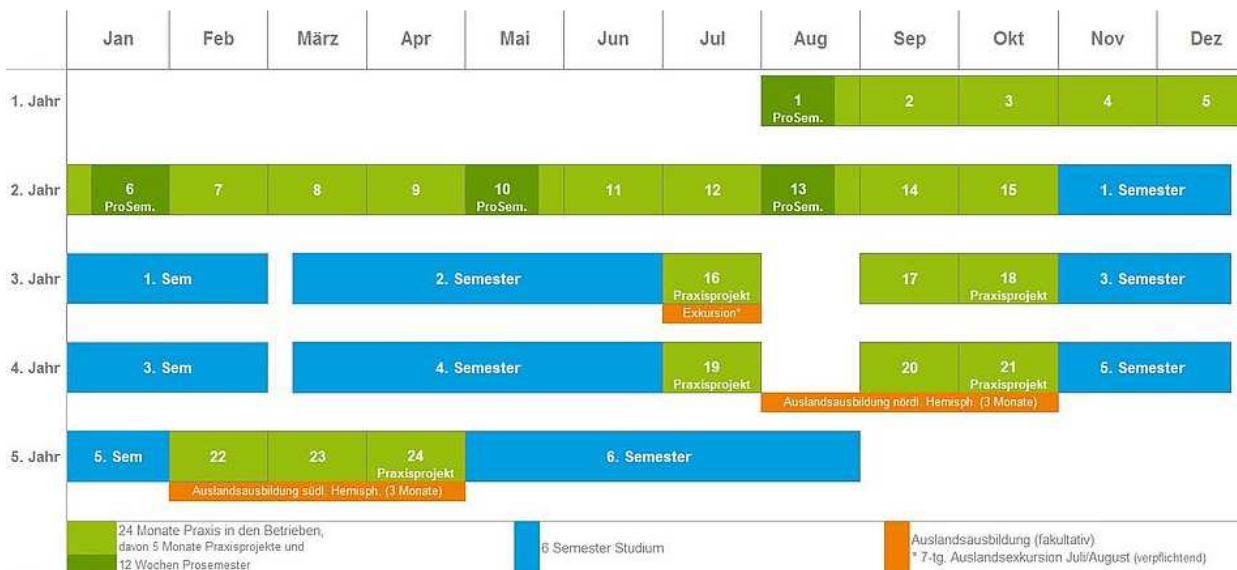 Jan Feb März Apr Mai Jun Jul Aug Sep Okt Nov Dez
1. Jahr 1 2 3 4 5
ProSem.
2. Jahr 6 7 8 9 10 11 12 13 14 15 1. Semester
ProSem. ProSem. ProSem.
3. Jahr 1. Sem 2. Semester 16 17 18 3. Semester
Praxisprojekt Praxisprojekt
Exkursion*
4. Jahr 3. Sem 4. Semester 19 20 21 5. Semester
Praxisprojekt Praxisprojekt
Auslandsausbildung nördl. Hemisph. (3 Monate)
5. Jahr 5. Sem 22 23 24 6. Semester
Praxisprojekt
Auslandsausbildung südl. Hemisph. (3 Monate)
24 Monate Praxis in den Betrieben,
davon 5 Monate Praxisprojekte und
12 Wochen Prosemester
6 Semester Studium
Auslandsausbildung (fakultativ)
* 7-tg. Auslandsexkursion Juli/August (verpflichtend)